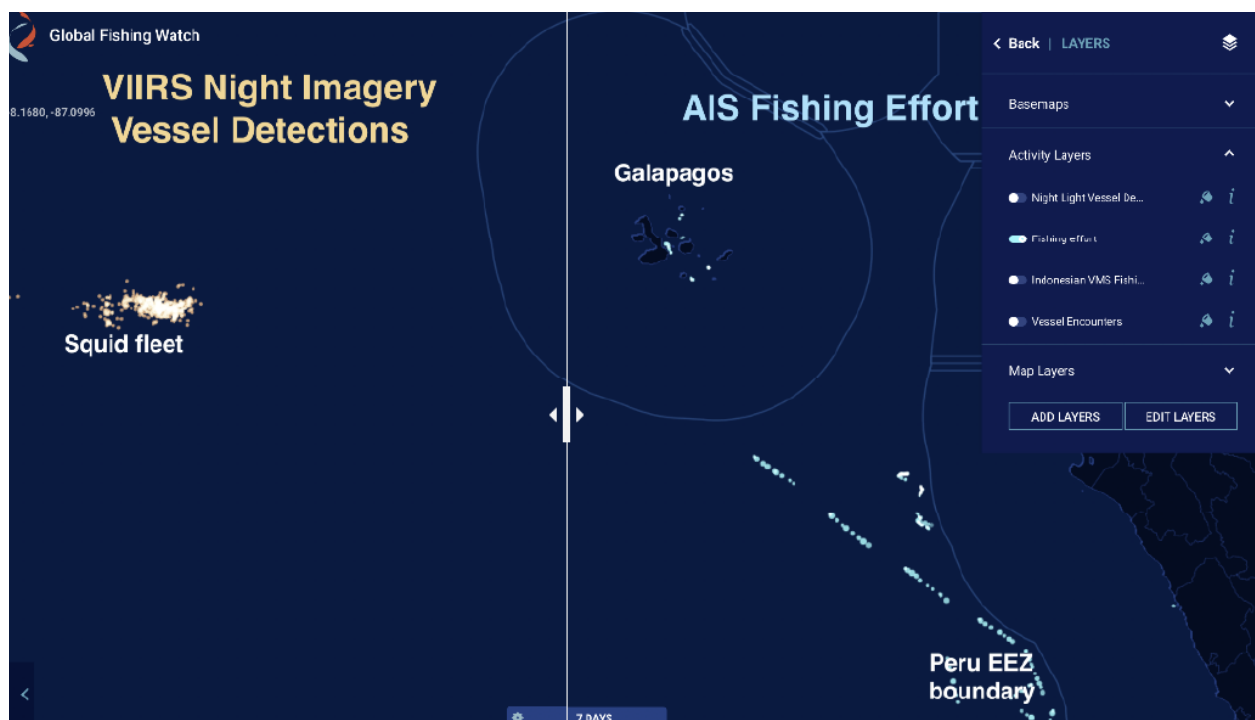 Global Fishing Watch
VIIRS Night Imagery
Vessel Detections
8.1680, -87.0996
AIS Fishing Effort
Galapagos
Squid fleet
Peru EEZ
boundary
7 DAYS
Back | LAYERS
Basemaps
Activity Layers
Night Light Vessel De...
Fishing effort
Indonesian VMS Fishi...
Vessel Encounters
Map Layers
ADD LAYERS
EDIT LAYERS